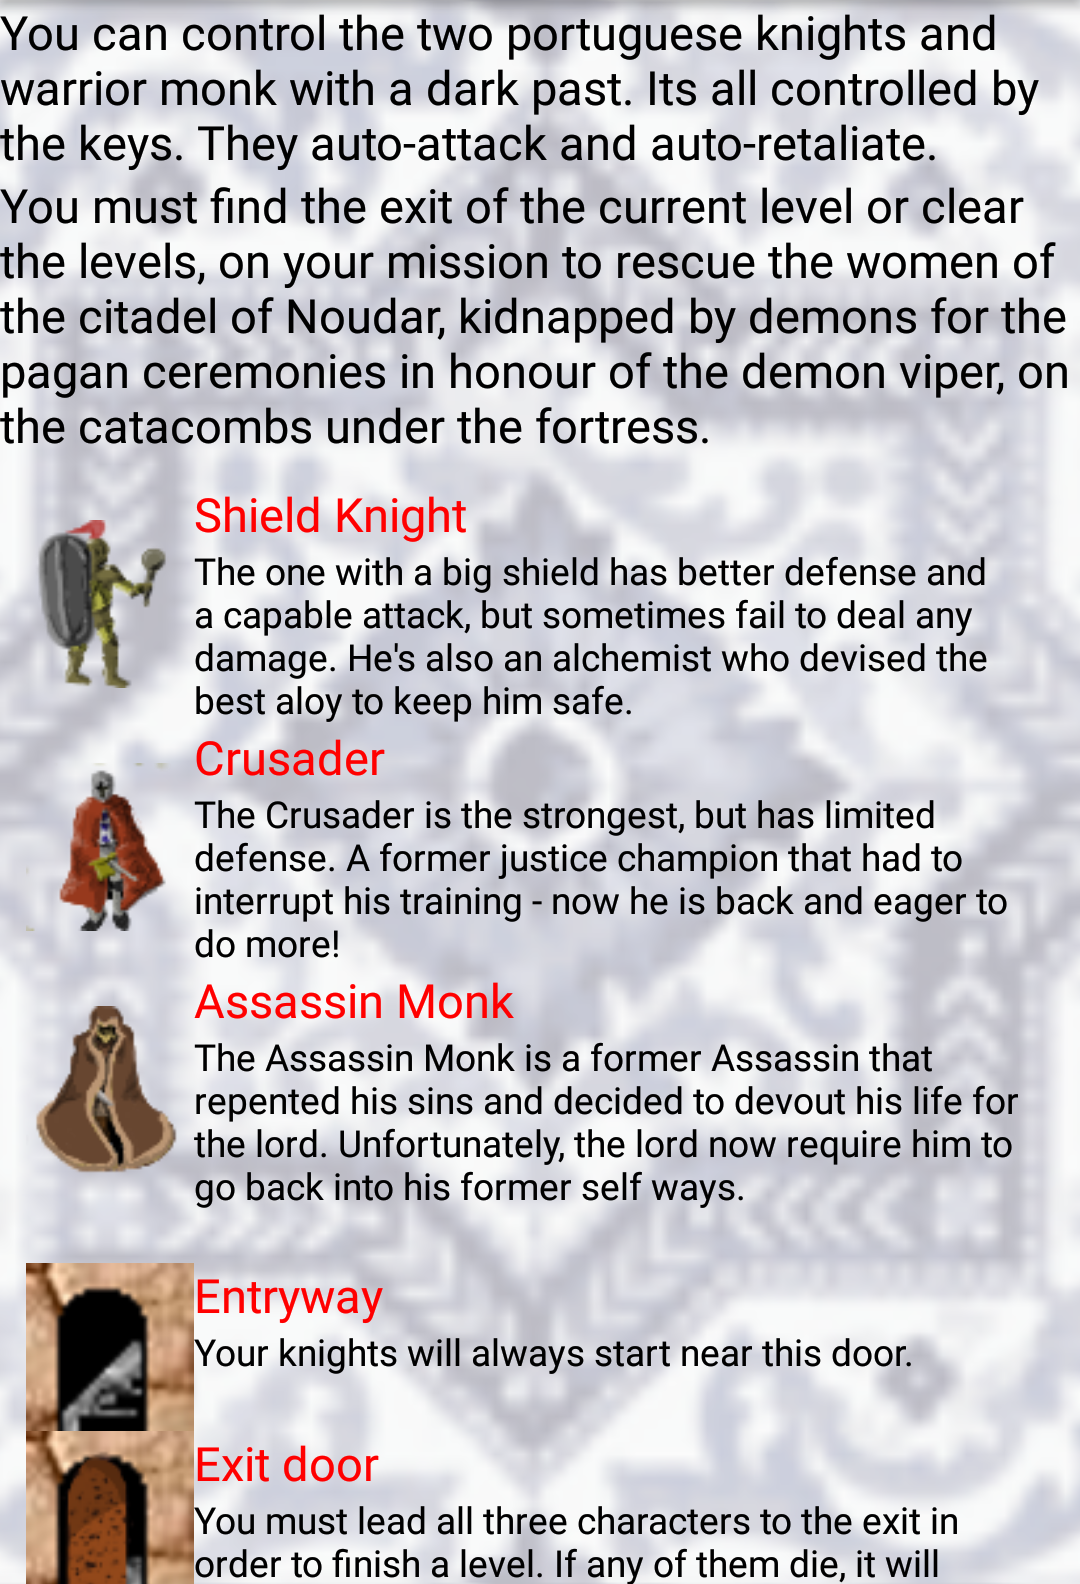 You can control the two portuguese knights and
warrior monk with a dark past. Its all controlled by
the keys. They auto-attack and auto-retaliate.
You must find the exit of the current level or clear
the levels, on your mission to rescue the women of
the citadel of Noudar, kidnapped by demons for the
pagan ceremonies in honour of the demon viper, on
the catacombs under the fortress.
Shield Knight
The one with a big shield has better defense and
a capable attack, but sometimes fail to deal any
damage. He's also an alchemist who devised the
best aloy to keep him safe.
Crusader
The Crusader is the strongest, but has limited
defense. A former justice champion that had to
interrupt his training - now he is back and eager to
do more!
Assassin Monk
The Assassin Monk is a former Assassin that
repented his sins and decided to devout his life for
the lord. Unfortunately, the lord now require him to
go back into his former self ways.
Entryway
Your knights will always start near this door.
Exit door
You must lead all three characters to the exit in
order to finish a level. If any of them die, it will